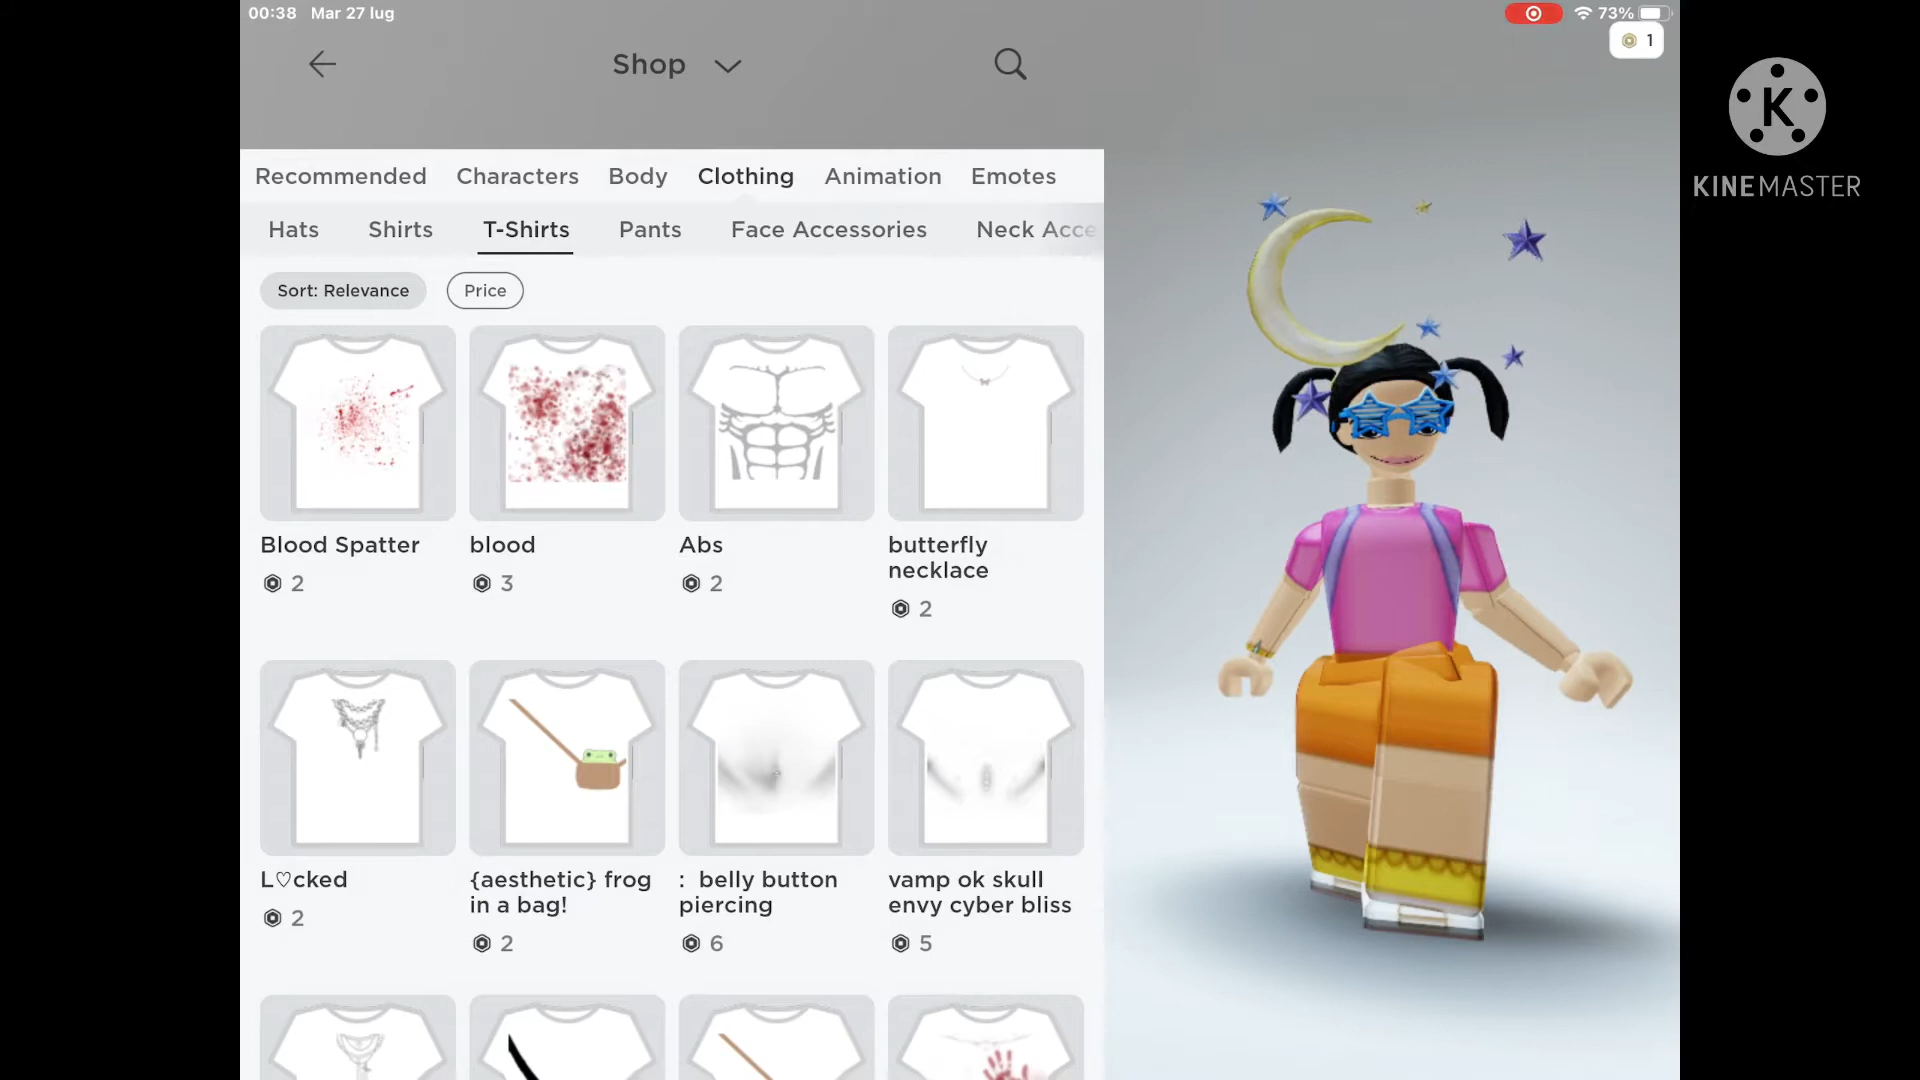 00:38 Mar 27 lug 73%
1
Shop
K
KINEMASTER
Recommended Characters Body Clothing Animation Emotes
Hats Shirts T-Shirts Pants Face Accessories Neck Acce
Sort: Relevance Price
Blood Spatter
2
blood
3
Abs
2
butterfly
necklace
2
L♡cked
2
{aesthetic} frog
in a bag!
2
: belly button
piercing
6
vamp ok skull
envy cyber bliss
5